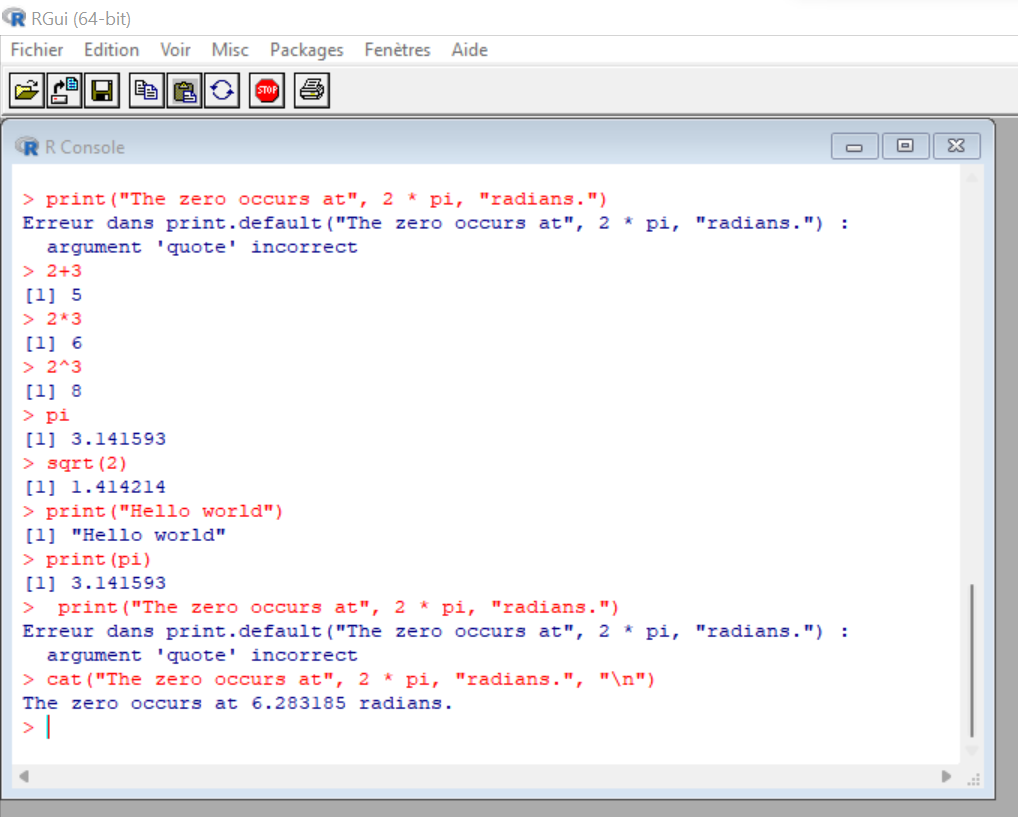 RGui (64-bit)
Fichier Edition Voir Misc Packages Fenêtres Aide
STOP
R Console
> print("The zero occurs at", 2 * pi, "radians.")
Erreur dans print.default("The zero occurs at", 2 * pi, "radians.") :
  argument 'quote' incorrect
> 2+3
[1] 5
> 2*3
[1] 6
> 2^3
[1] 8
> pi
[1] 3.141593
> sqrt(2)
[1] 1.414214
> print("Hello world")
[1] "Hello world"
> print(pi)
[1] 3.141593
>  print("The zero occurs at", 2 * pi, "radians.")
Erreur dans print.default("The zero occurs at", 2 * pi, "radians.") :
  argument 'quote' incorrect
> cat("The zero occurs at", 2 * pi, "radians.", "\n")
The zero occurs at 6.283185 radians.
>